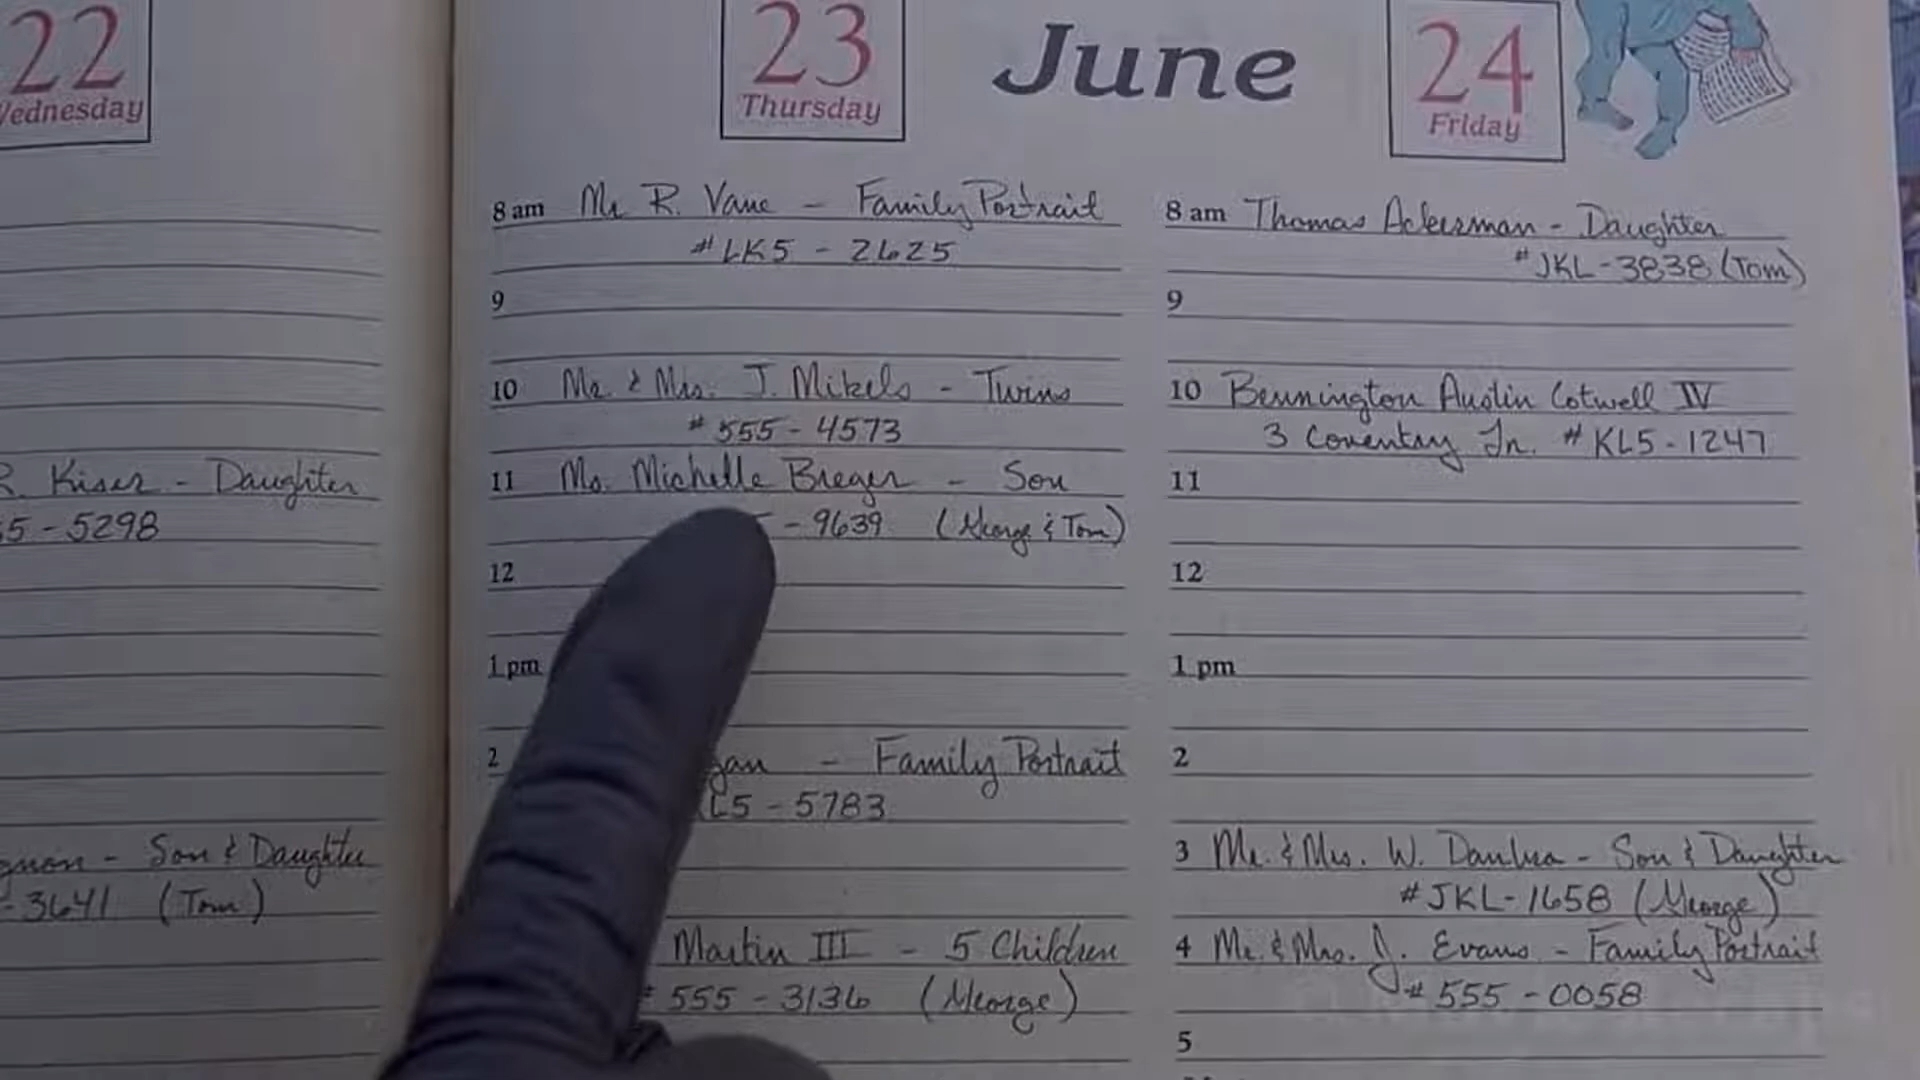 22
Wednesday
R. Kiser - Daughter
5-5298
- Son & Daughter
-3641 (Tom)
23
Thursday
June
8 am Mr R. Vane - Family Portrait
#LK5 - 2625
9
10 Mr. & Mrs. J. Mikels - Twins
#555-4573
11 Ms. Michelle Breger - Son
-9639 (George & Tom)
12
1 pm
2 - Family Portrait
L5-5783
Martin III - 5 Children
# 555-3136 (George)
24
Friday
8 am Thomas Ackerman - Daughter
#JKL-3838 (Tom)
9
10 Bennington Austin Cotwell IV
3 Coventry Ln. #KL5-1247
11
12
1 pm
2
3 Mr. & Mrs. W. - Son & Daughter
#JKL-1658 (George)
4 Mr. & Mrs. J. Evans - Family Portrait
# 555-0058
5